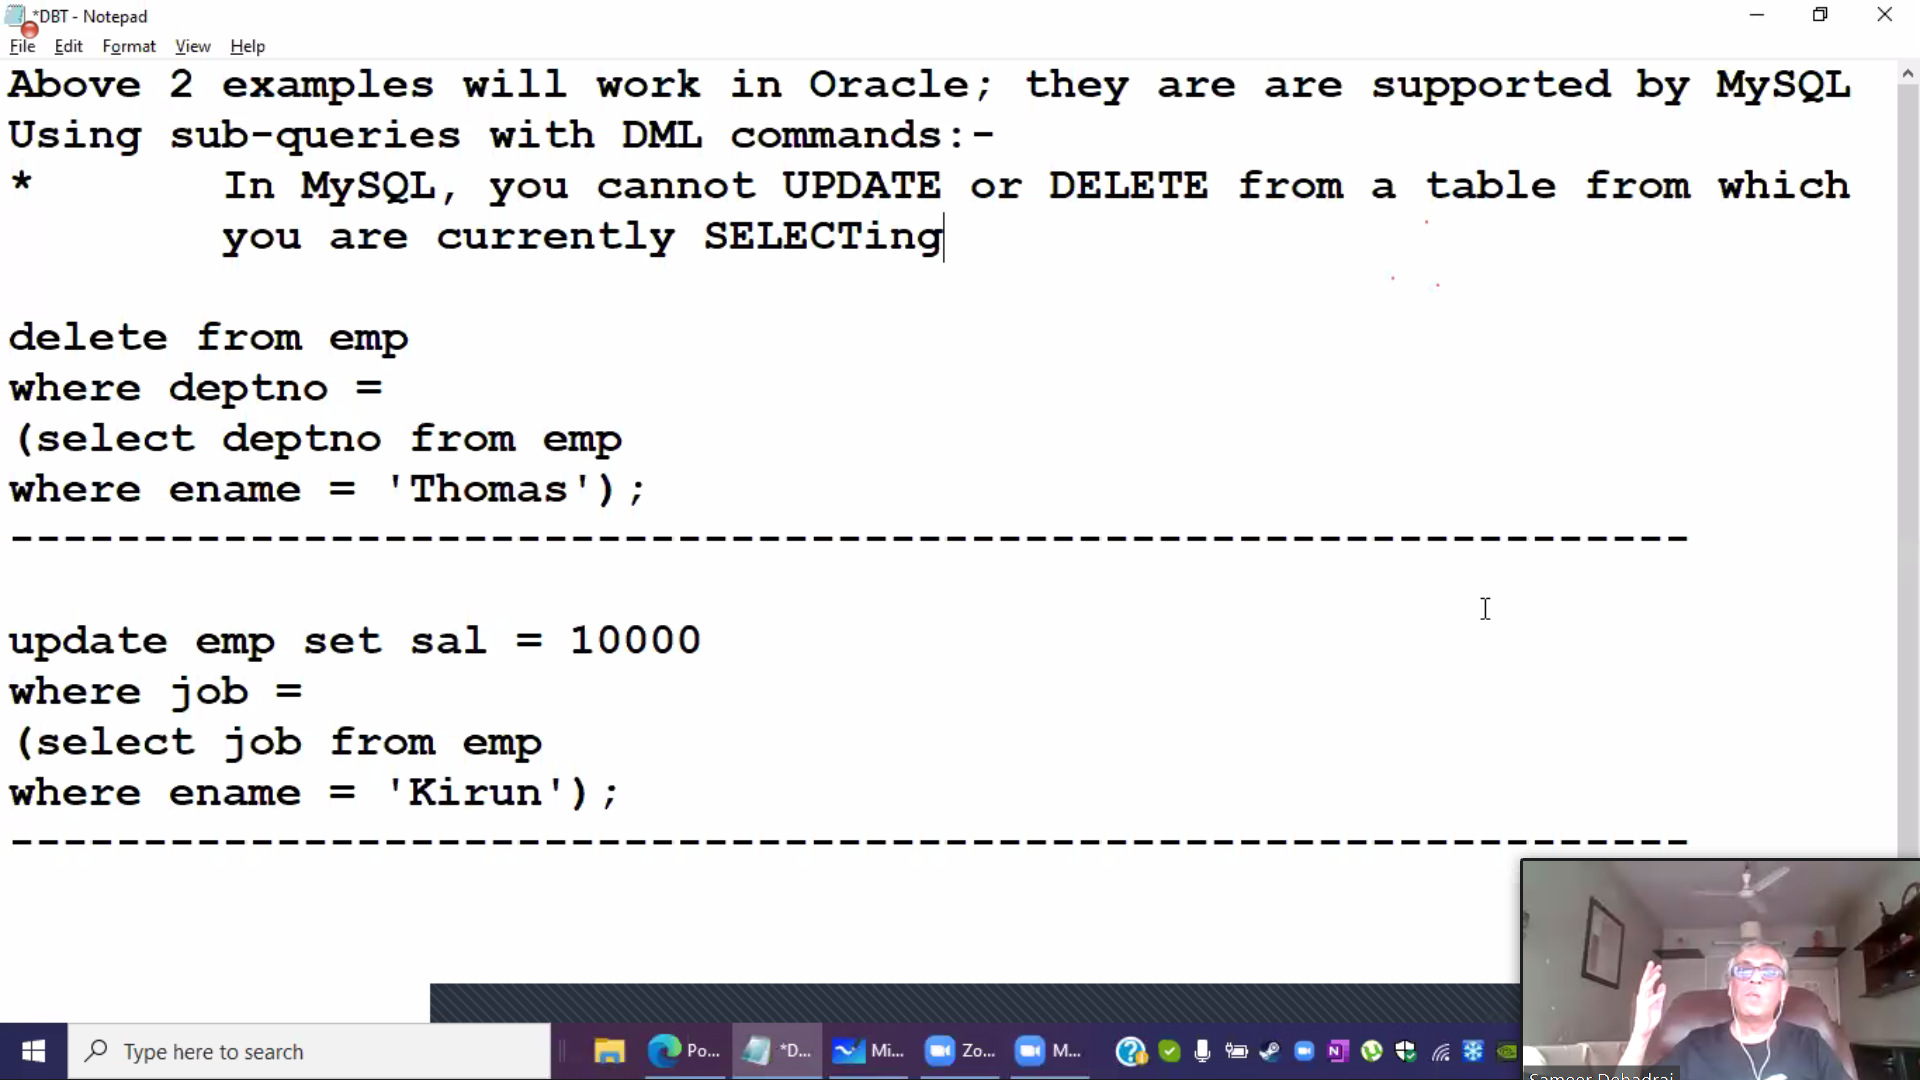 *DBT - Notepad
File Edit Format View Help
Above 2 examples will work in Oracle; they are are supported by MySQL
Using sub-queries with DML commands:-
* In MySQL, you cannot UPDATE or DELETE from a table from which
you are currently SELECTing
delete from emp
where deptno =
(select deptno from emp
where ename = 'Thomas');
---------------------------------------------------------------
update emp set sal = 10000
where job =
(select job from emp
where ename = 'Kirun');
---------------------------------------------------------------
Type here to search Po... *D... Mi... Zo... M...